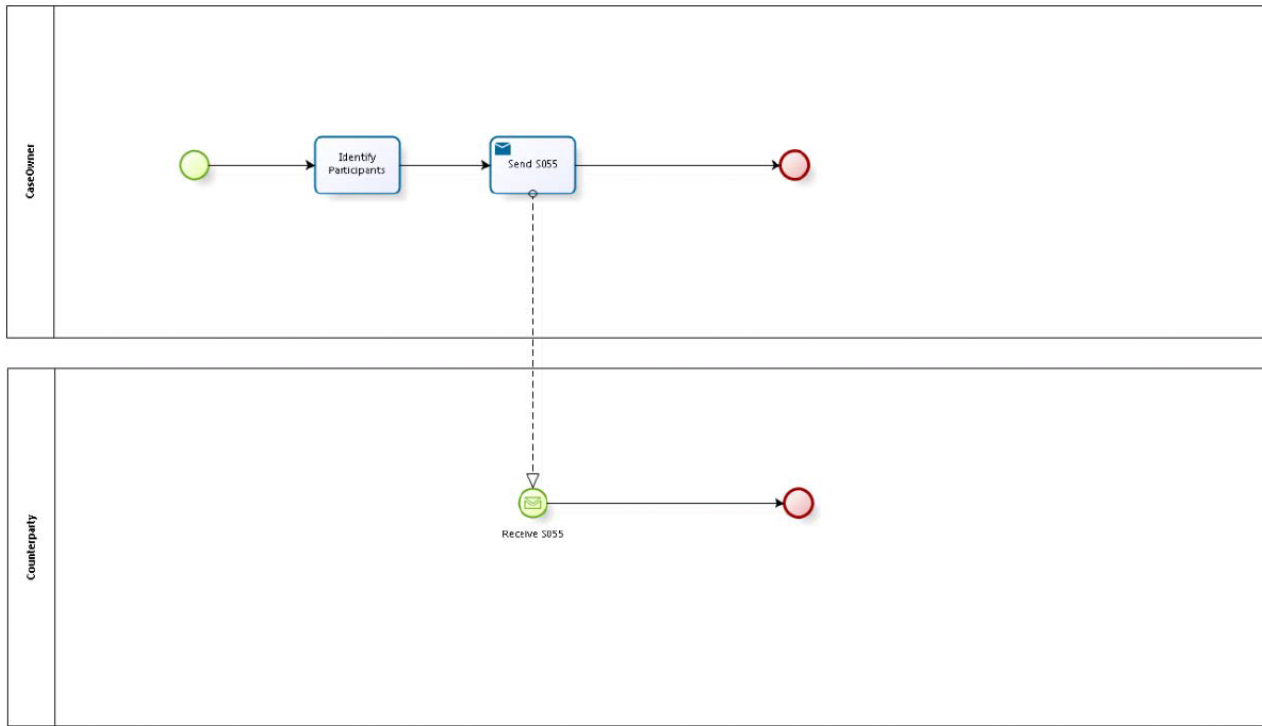 CaseOwner
Identify
Participants
Send S055
Counterparty
Receive S055